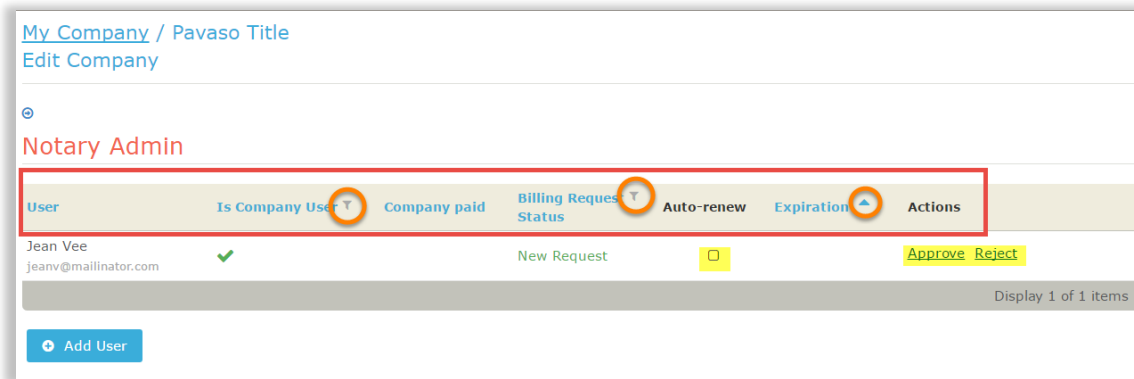 My Company / Pavaso Title
Edit Company
Notary Admin
User Is Company User Company paid Billing Request Status Auto-renew Expiration Actions
Jean Vee
jeanv@mailinator.com
New Request Approve Reject
Display 1 of 1 items
Add User